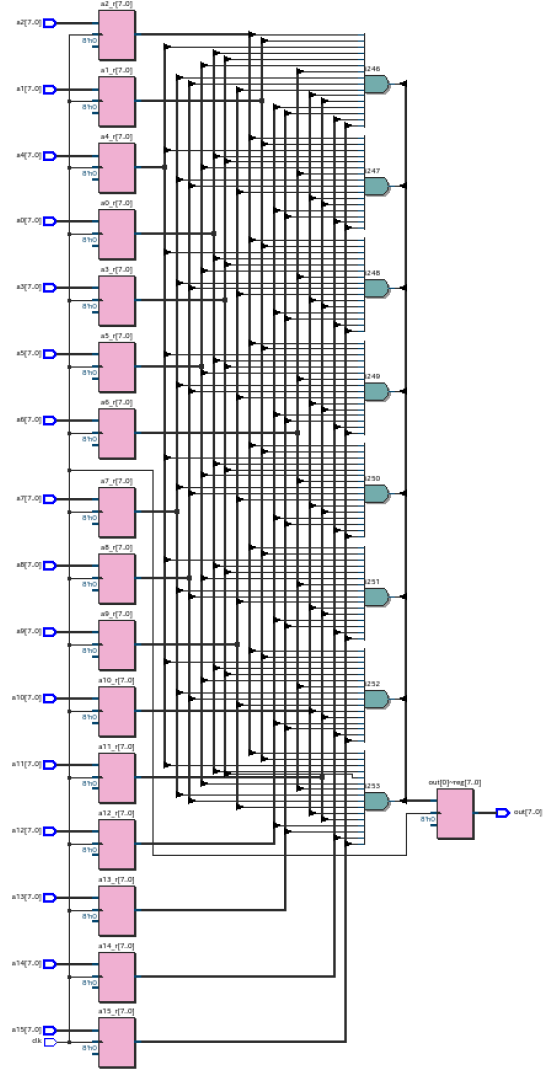 a2_r[7..0]
a2[7..0]
8'h0
i246
a1_r[7..0]
a1[7..0]
8'h0
a4_r[7..0]
a4[7..0]
8'h0
i247
a0_r[7..0]
a0[7..0]
8'h0
i248
a3_r[7..0]
a3[7..0]
8'h0
a5_r[7..0]
a5[7..0]
8'h0
i249
a6_r[7..0]
a6[7..0]
8'h0
i250
a7_r[7..0]
a7[7..0]
8'h0
a8_r[7..0]
a8[7..0]
8'h0
i251
a9_r[7..0]
a9[7..0]
8'h0
i252
a10_r[7..0]
a10[7..0]
8'h0
a11_r[7..0]
a11[7..0]
8'h0
i253
out[0]~reg[7..0]
out[7..0]
8'h0
a12_r[7..0]
a12[7..0]
8'h0
a13_r[7..0]
a13[7..0]
8'h0
a14_r[7..0]
a14[7..0]
8'h0
a15_r[7..0]
a15[7..0]
clk
8'h0